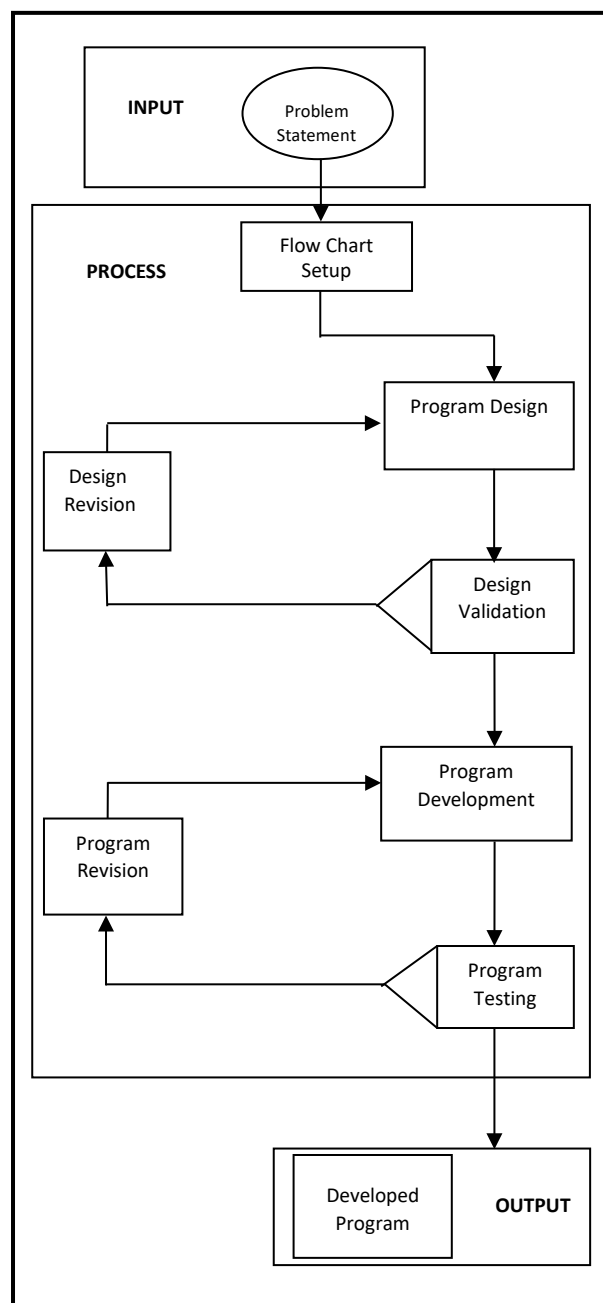 INPUT
Problem
Statement
Flow Chart
Setup
PROCESS
Program Design
Design
Revision
Design
Validation
Program
Development
Program
Revision
Program
Testing
Developed
Program
OUTPUT